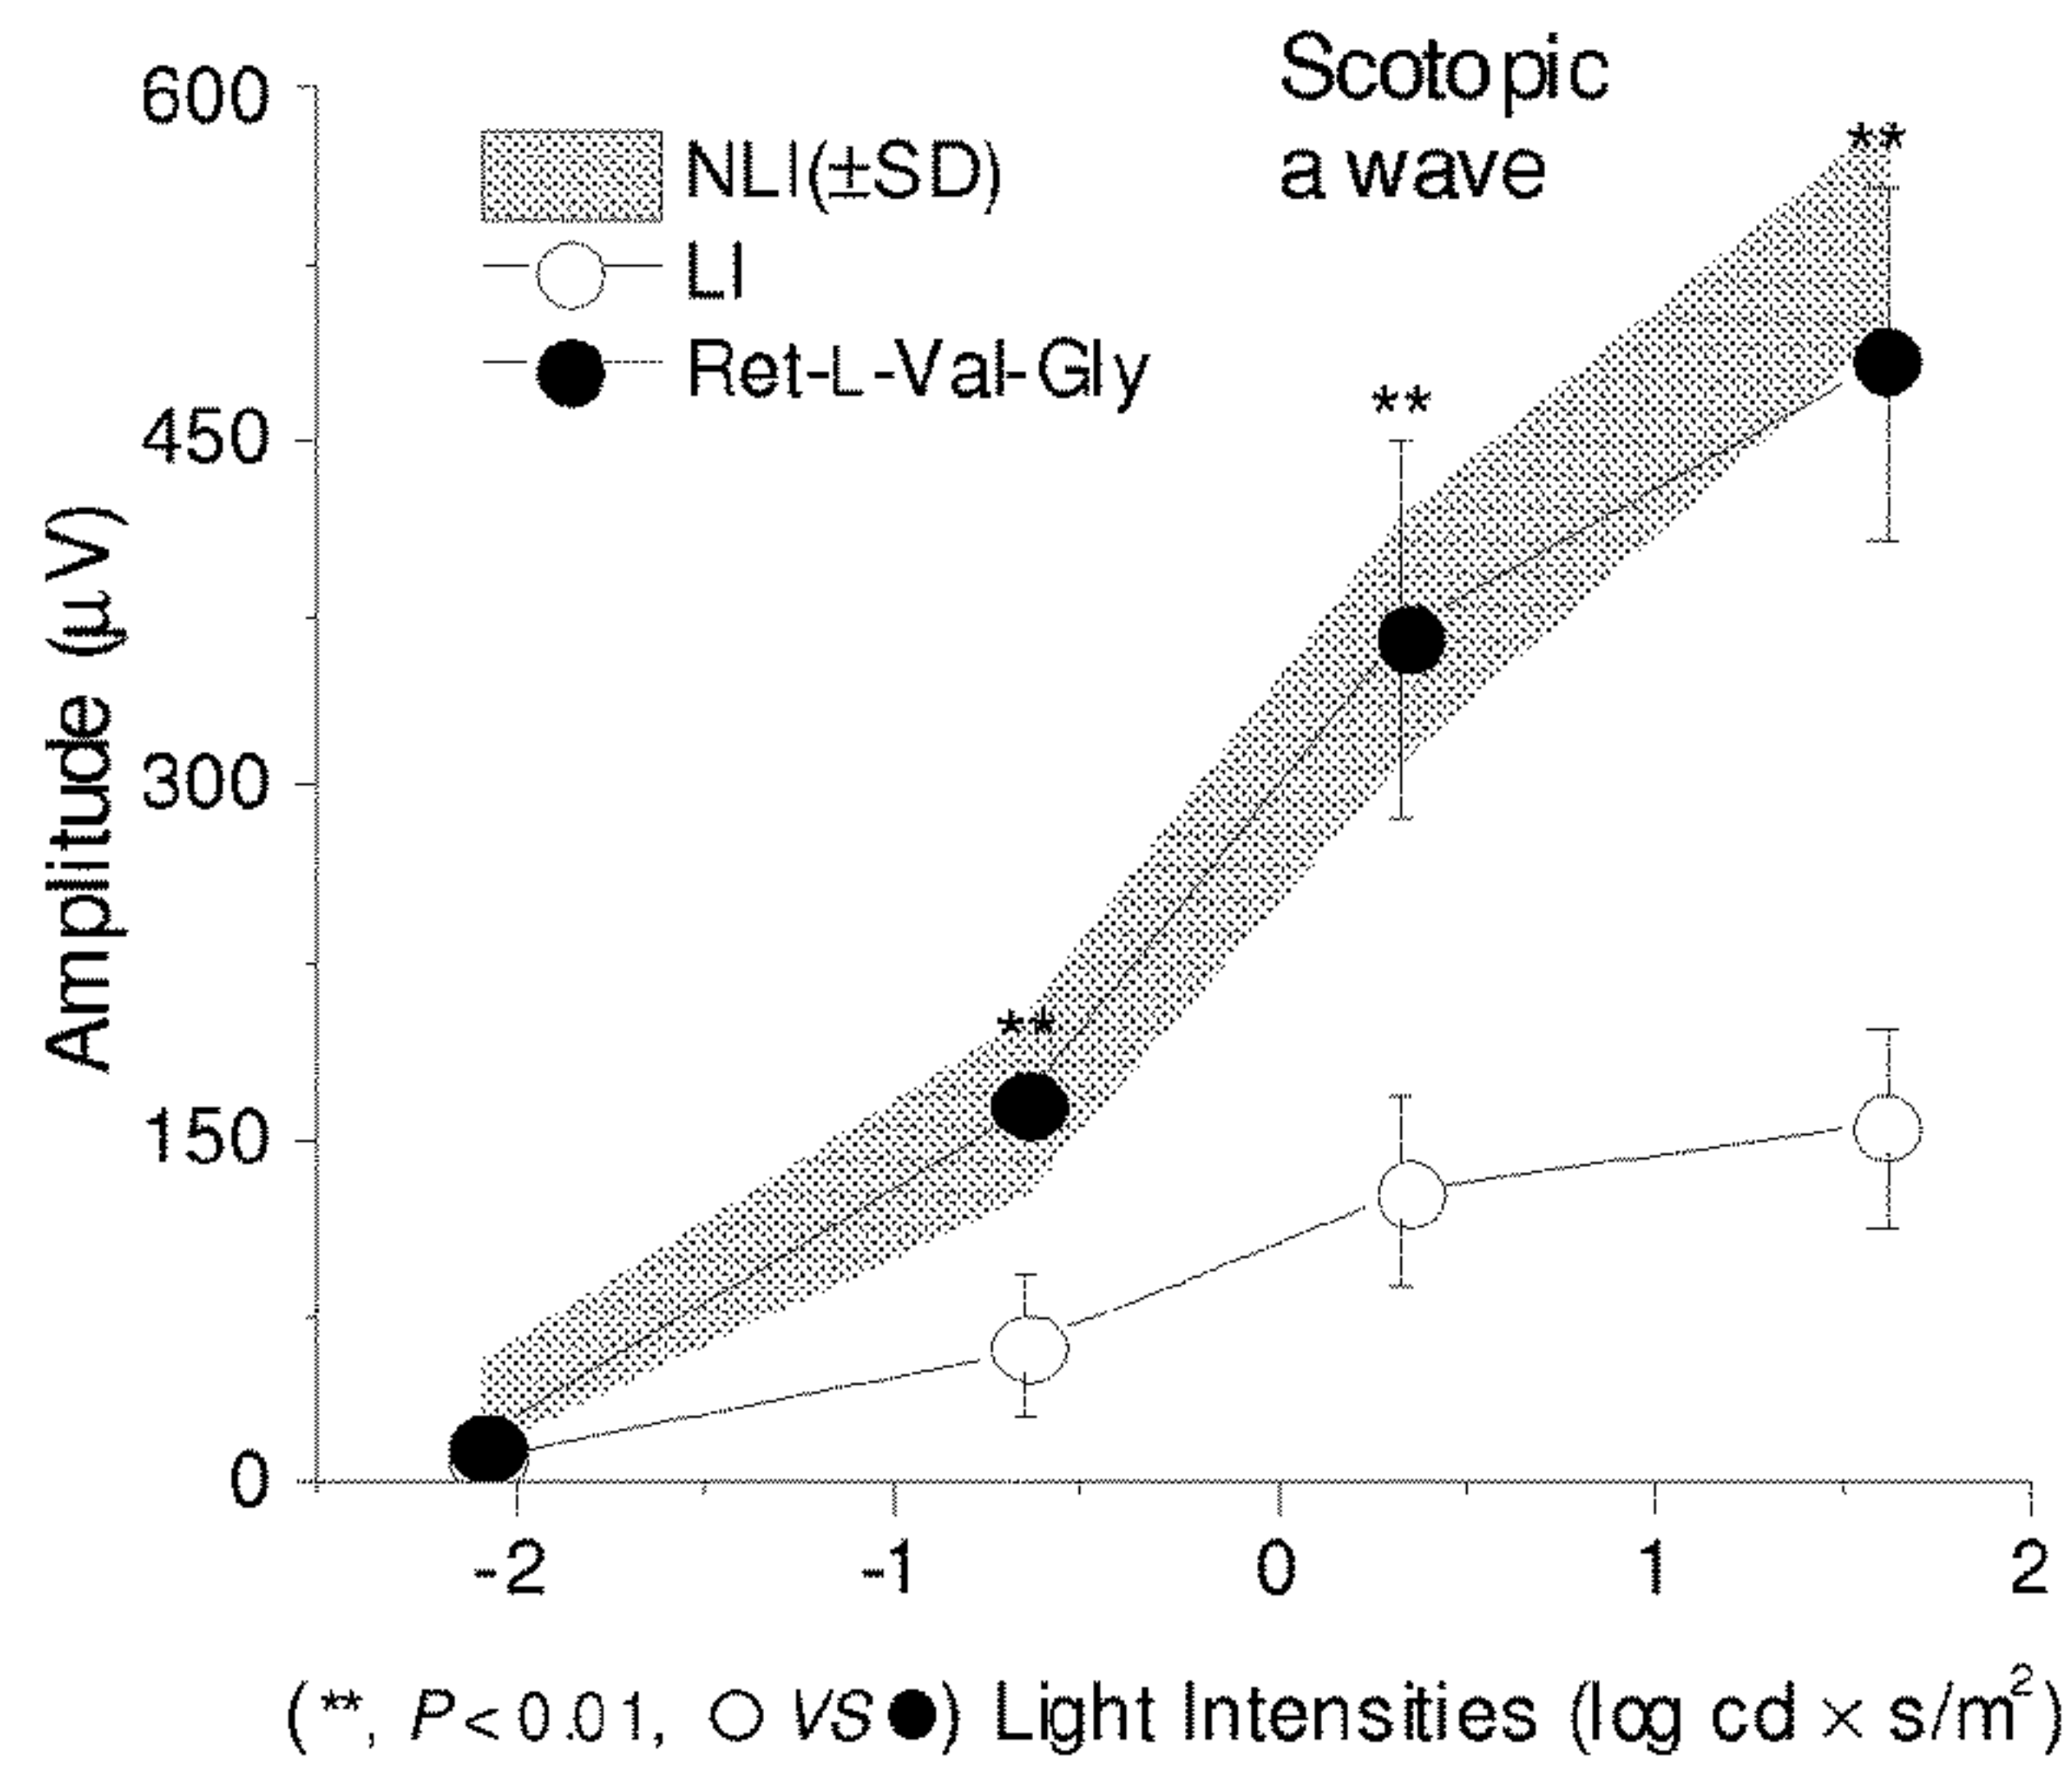 Scotopic
a wave
600
450
300
150
0
Amplitude (µV)
NLI(±SD)
LI
Ret-L-Val-Gly
**
**
**
-2 -1 0 1 2
(**, P<0.01, ○ VS ●) Light Intensities (log cd × s/m²)